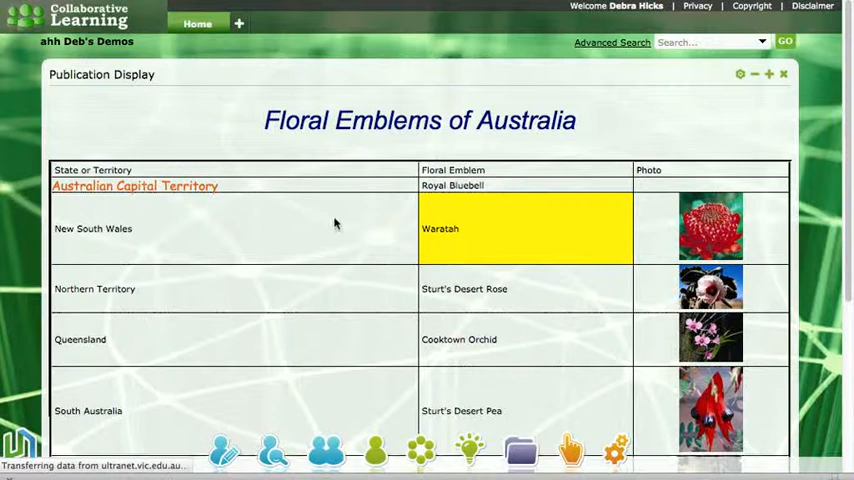 Collaborative
Learning
Home
Welcome Debra Hicks | Privacy | Copyright | Disclaimer
ahh Deb's Demos
Advanced Search
Search...
GO
Publication Display
Floral Emblems of Australia
State or Territory Floral Emblem Photo
Australian Capital Territory Royal Bluebell
New South Wales Waratah
Northern Territory Sturt's Desert Rose
Queensland Cooktown Orchid
South Australia Sturt's Desert Pea
Transferring data from ultranet.vic.edu.au...